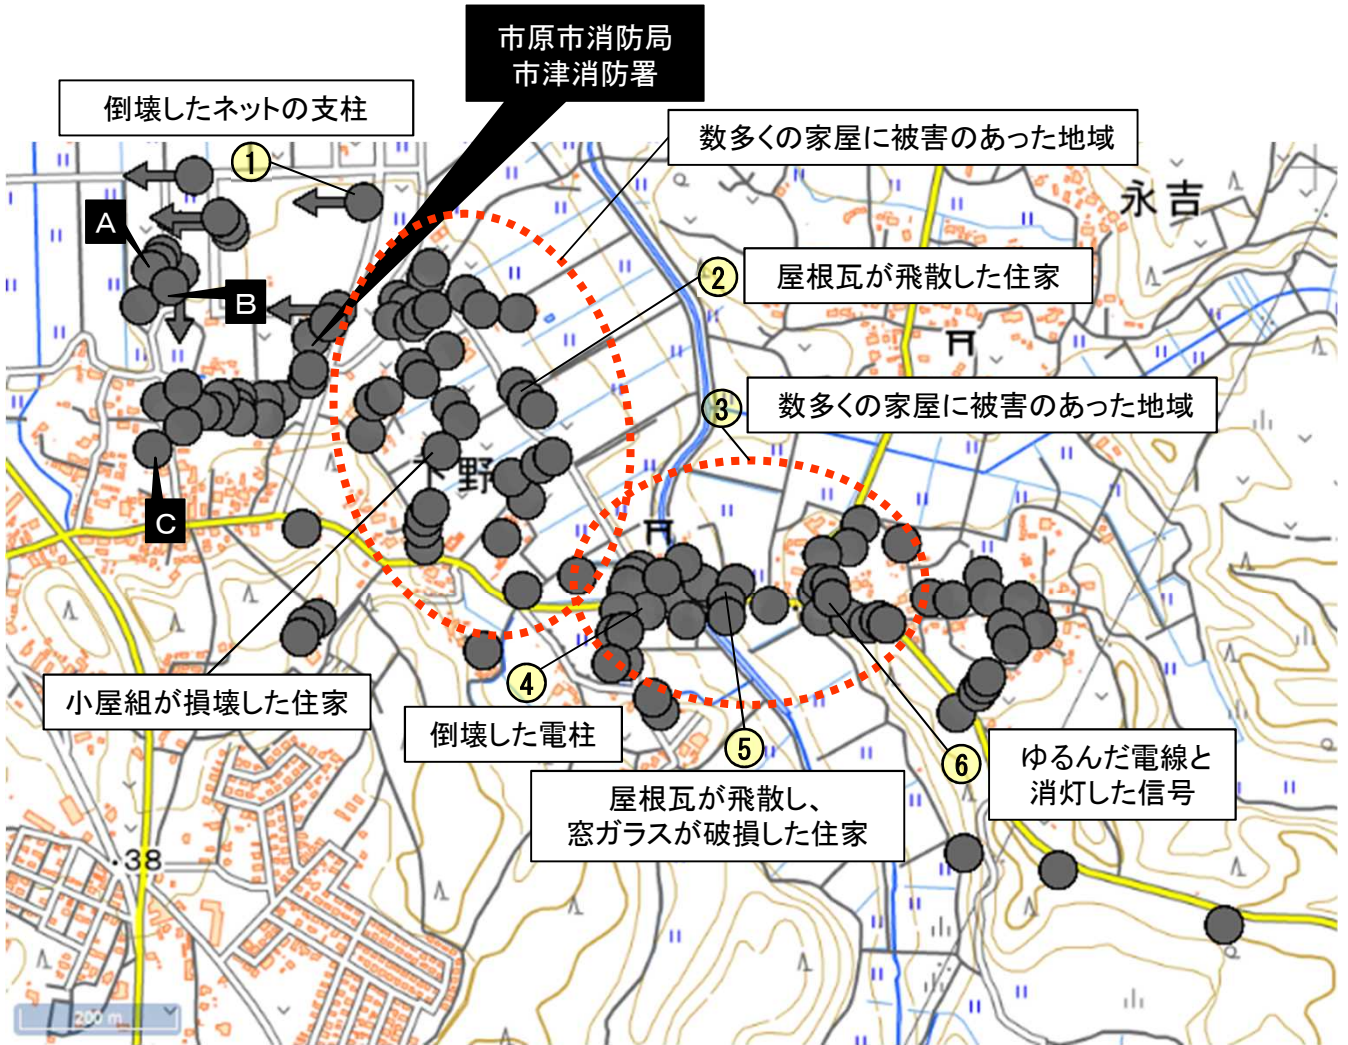 市原市消防局
市津消防署
倒壊したネットの支柱
1
数多くの家屋に被害のあった地域
永吉
A
2
屋根瓦が飛散した住家
B
3
数多くの家屋に被害のあった地域
下野
C
小屋組が損壊した住家
4
倒壊した電柱
5
屋根瓦が飛散し、
窓ガラスが破損した住家
6
ゆるんだ電線と
消灯した信号
38
200 m